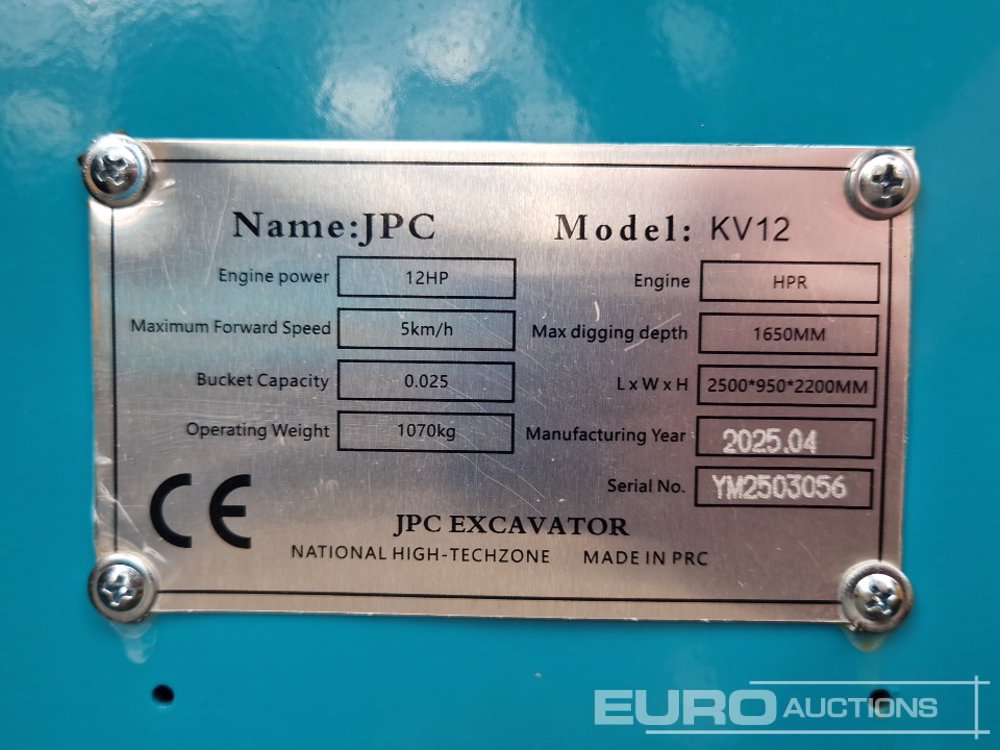 Name:JPC Model: KV12
Engine power 12HP Engine HPR
Maximum Forward Speed 5km/h Max digging depth 1650MM
Bucket Capacity 0.025 L x W x H 2500*950*2200MM
Operating Weight 1070kg Manufacturing Year 2025.04
Serial No. YM2503056
CE
JPC EXCAVATOR
NATIONAL HIGH-TECHZONE MADE IN PRC
EURO AUCTIONS